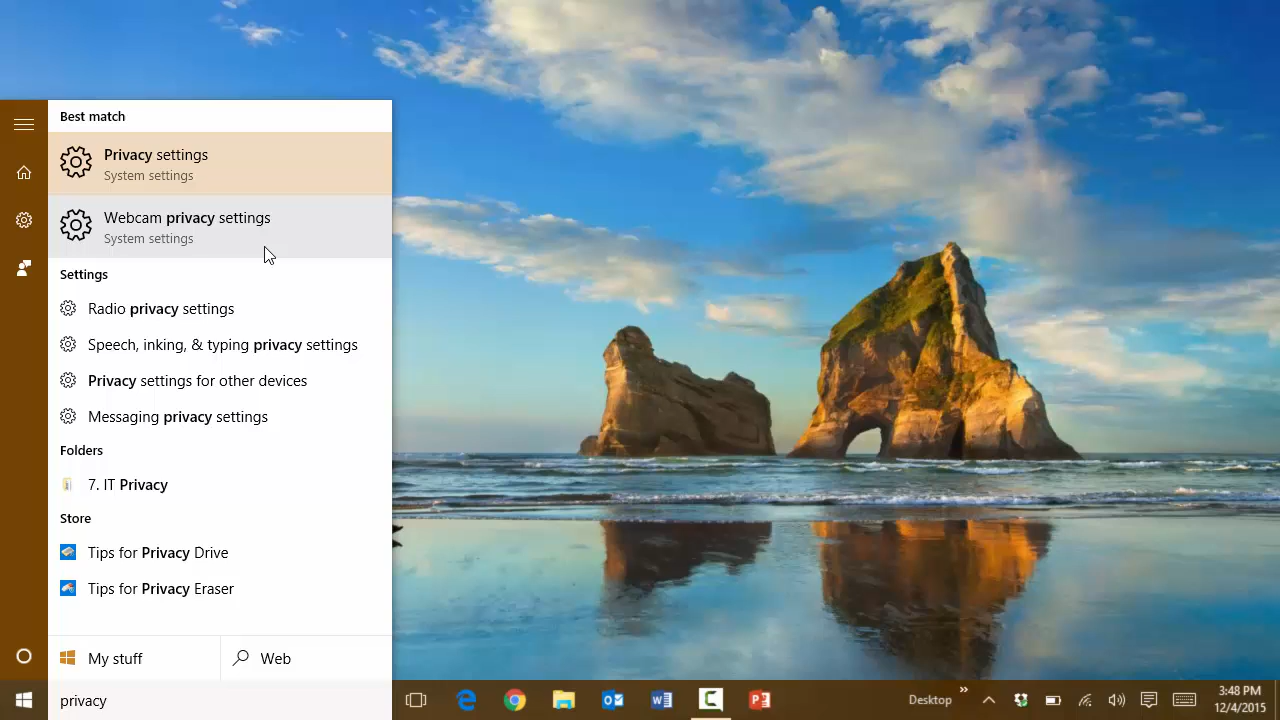 Best match
Privacy settings
System settings
Webcam privacy settings
System settings
Settings
Radio privacy settings
Speech, inking, & typing privacy settings
Privacy settings for other devices
Messaging privacy settings
Folders
7. IT Privacy
Store
Tips for Privacy Drive
Tips for Privacy Eraser
My stuff
Web
privacy
Desktop
3:48 PM
12/4/2015